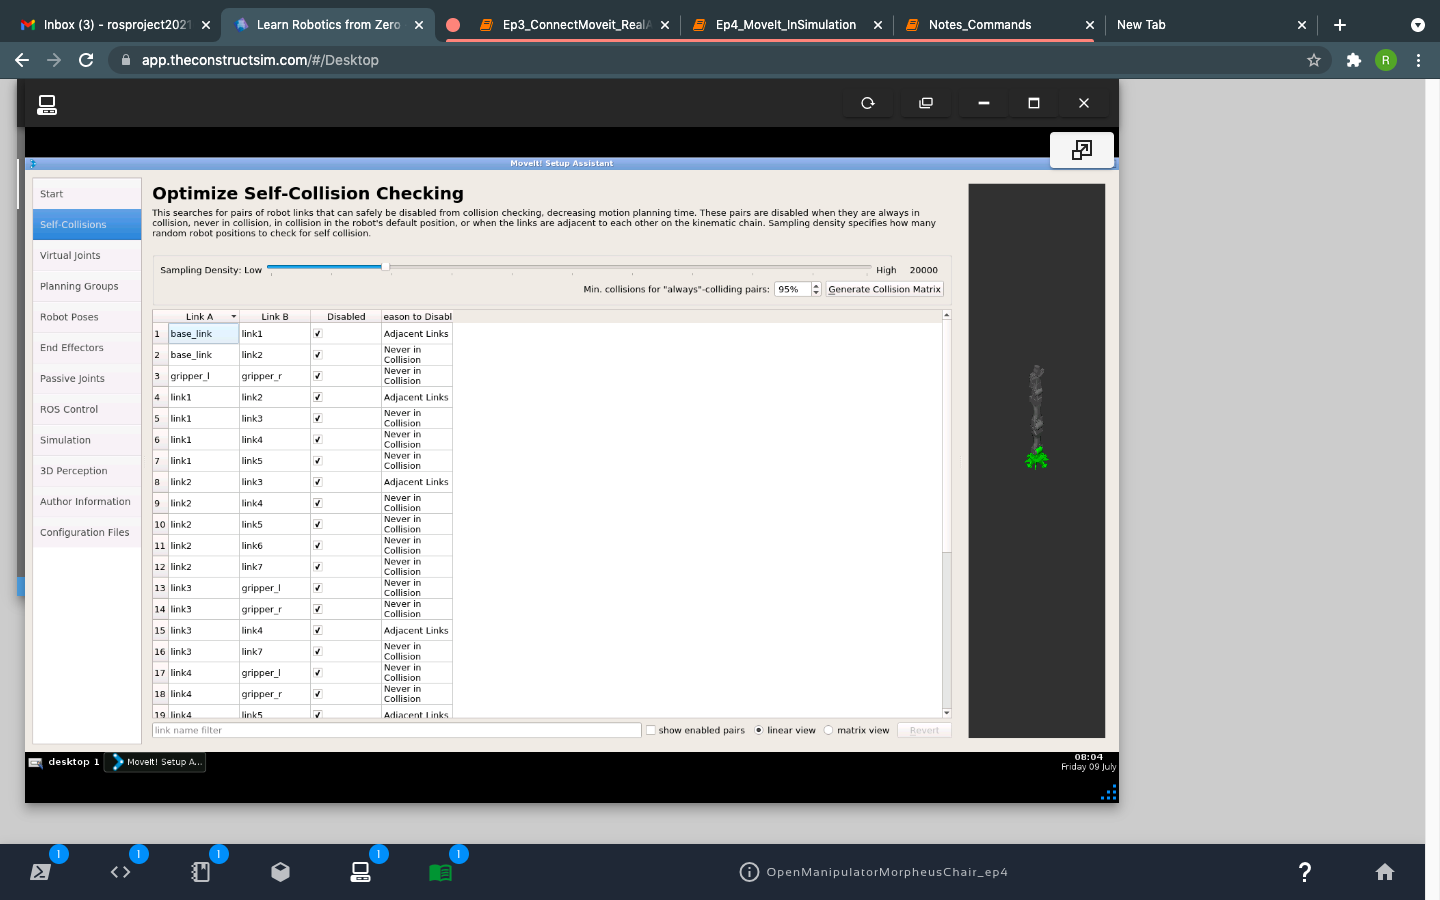 Inbox (3) - rosproject2021
Learn Robotics from Zero
Ep3_ConnectMoveit_RealA
Ep4_MoveIt_InSimulation
Notes_Commands
New Tab
app.theconstructsim.com/#/Desktop
R
MoveIt! Setup Assistant
Start
Self-Collisions
Virtual Joints
Planning Groups
Robot Poses
End Effectors
Passive Joints
ROS Control
Simulation
3D Perception
Author Information
Configuration Files
Optimize Self-Collision Checking
This searches for pairs of robot links that can safely be disabled from collision checking, decreasing motion planning time. These pairs are disabled when they are always in
collision, never in collision, in collision in the robot's default position, or when the links are adjacent to each other on the kinematic chain. Sampling density specifies how many
random robot positions to check for self collision.
Sampling Density: Low High 20000
Min. collisions for "always"-colliding pairs: 95% Generate Collision Matrix
Link A Link B Disabled eason to Disabl
1 base_link link1 Adjacent Links
2 base_link link2 Never in
Collision
3 gripper_l gripper_r Never in
Collision
4 link1 link2 Adjacent Links
5 link1 link3 Never in
Collision
6 link1 link4 Never in
Collision
7 link1 link5 Never in
Collision
8 link2 link3 Adjacent Links
9 link2 link4 Never in
Collision
10 link2 link5 Never in
Collision
11 link2 link6 Never in
Collision
12 link2 link7 Never in
Collision
13 link3 gripper_l Never in
Collision
14 link3 gripper_r Never in
Collision
15 link3 link4 Adjacent Links
16 link3 link7 Never in
Collision
17 link4 gripper_l Never in
Collision
18 link4 gripper_r Never in
Collision
19 link4 link5 Adjacent Links
link name filter
show enabled pairs linear view matrix view Revert
desktop 1 MoveIt! Setup A...
08:04
Friday 09 July
1 1 1 1 1
OpenManipulatorMorpheusChair_ep4
?